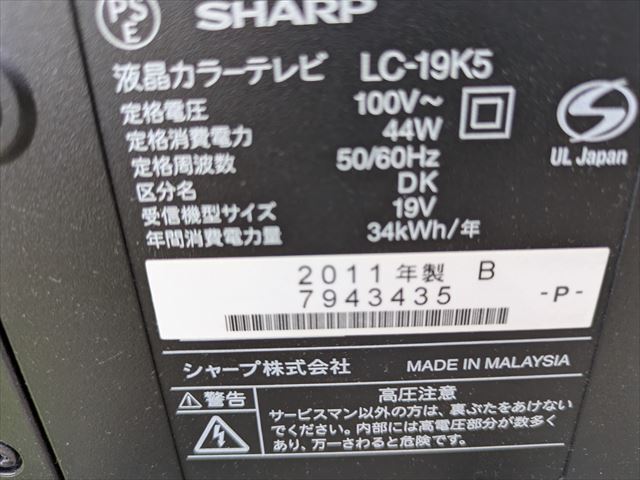 PS
E
SHARP
液晶カラーテレビ LC-19K5
定格電圧 100V～
定格消費電力 44W
定格周波数 50/60Hz
区分名 DK
受信機型サイズ 19V
年間消費電力量 34kWh/年
UL Japan
2011年製 B
7943435 -P-
シャープ株式会社 MADE IN MALAYSIA
警告
高圧注意
サービスマン以外の方は、裏ぶたをあけない
でください。内部には高電圧部分が数多く
あり、万一さわると危険です。